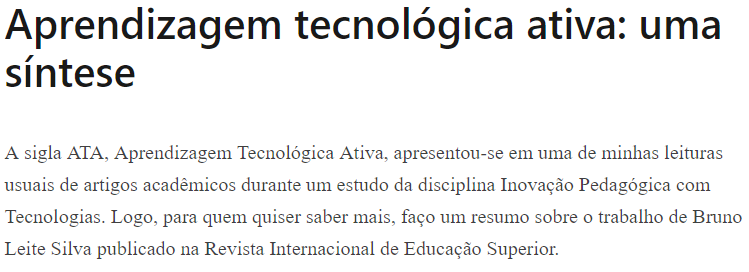 Aprendizagem tecnológica ativa: uma
síntese
A sigla ATA, Aprendizagem Tecnológica Ativa, apresentou-se em uma de minhas leituras
usuais de artigos acadêmicos durante um estudo da disciplina Inovação Pedagógica com
Tecnologias. Logo, para quem quiser saber mais, faço um resumo sobre o trabalho de Bruno
Leite Silva publicado na Revista Internacional de Educação Superior.